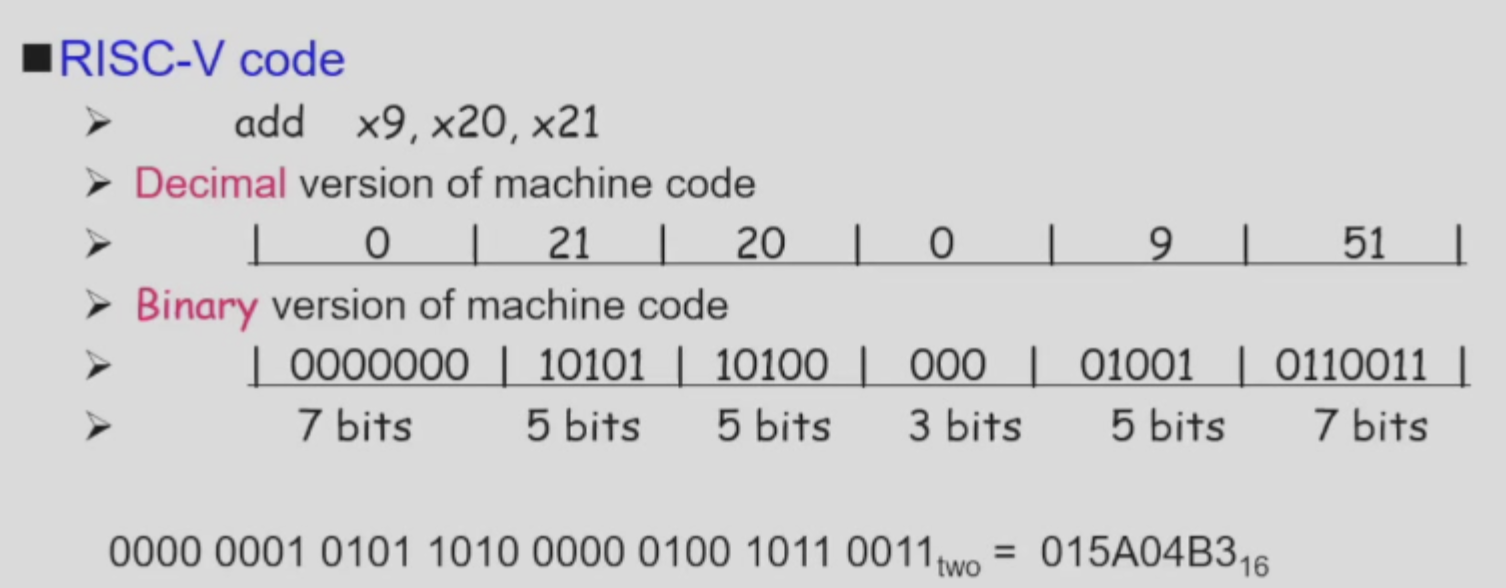 ■RISC-V code
➢ add x9, x20, x21
➢ Decimal version of machine code
➢ | 0 | 21 | 20 | 0 | 9 | 51 |
➢ Binary version of machine code
➢ | 0000000 | 10101 | 10100 | 000 | 01001 | 0110011 |
➢ 7 bits 5 bits 5 bits 3 bits 5 bits 7 bits
0000 0001 0101 1010 0000 0100 1011 0011two = 015A04B316